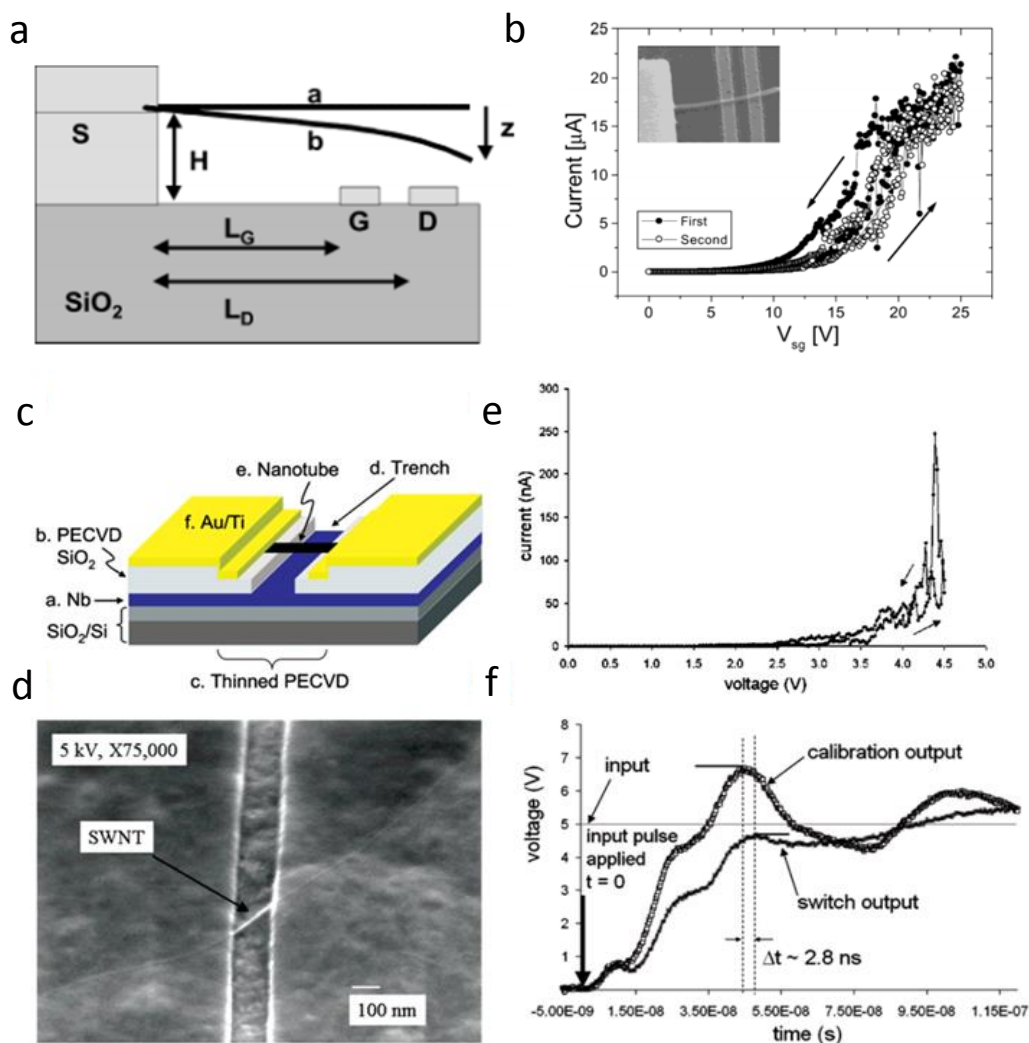 a
S
H
a
b
z
G
D
L_G
L_D
SiO₂
b
Current [µA]
25
20
15
10
5
0
First
Second
0
5
10
15
20
25
V_sg [V]
c
e. Nanotube
d. Trench
f. Au/Ti
b. PECVD
SiO₂
a. Nb
SiO₂/Si
c. Thinned PECVD
d
5 kV, X75,000
SWNT
100 nm
e
current (nA)
300
250
200
150
100
50
0
0.0
0.5
1.0
1.5
2.0
2.5
3.0
3.5
4.0
4.5
5.0
voltage (V)
f
voltage (V)
8
7
6
5
4
3
2
1
0
input
calibration output
input pulse
applied
t = 0
switch output
Δt ~ 2.8 ns
-5.00E-09
1.50E-08
3.50E-08
5.50E-08
7.50E-08
9.50E-08
1.15E-07
time (s)